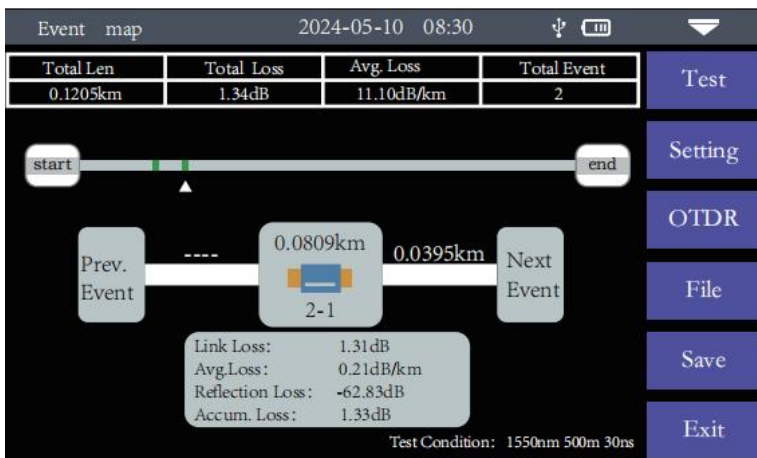 Event map 2024-05-10 08:30
Total Len Total Loss Avg. Loss Total Event
0.1205km 1.34dB 11.10dB/km 2
Test
Setting
OTDR
File
Save
Exit
start end
Prev. Event
----
0.0809km
2-1
0.0395km
Next Event
Link Loss: 1.31dB
Avg.Loss: 0.21dB/km
Reflection Loss: -62.83dB
Accum. Loss: 1.33dB
Test Condition: 1550nm 500m 30ns